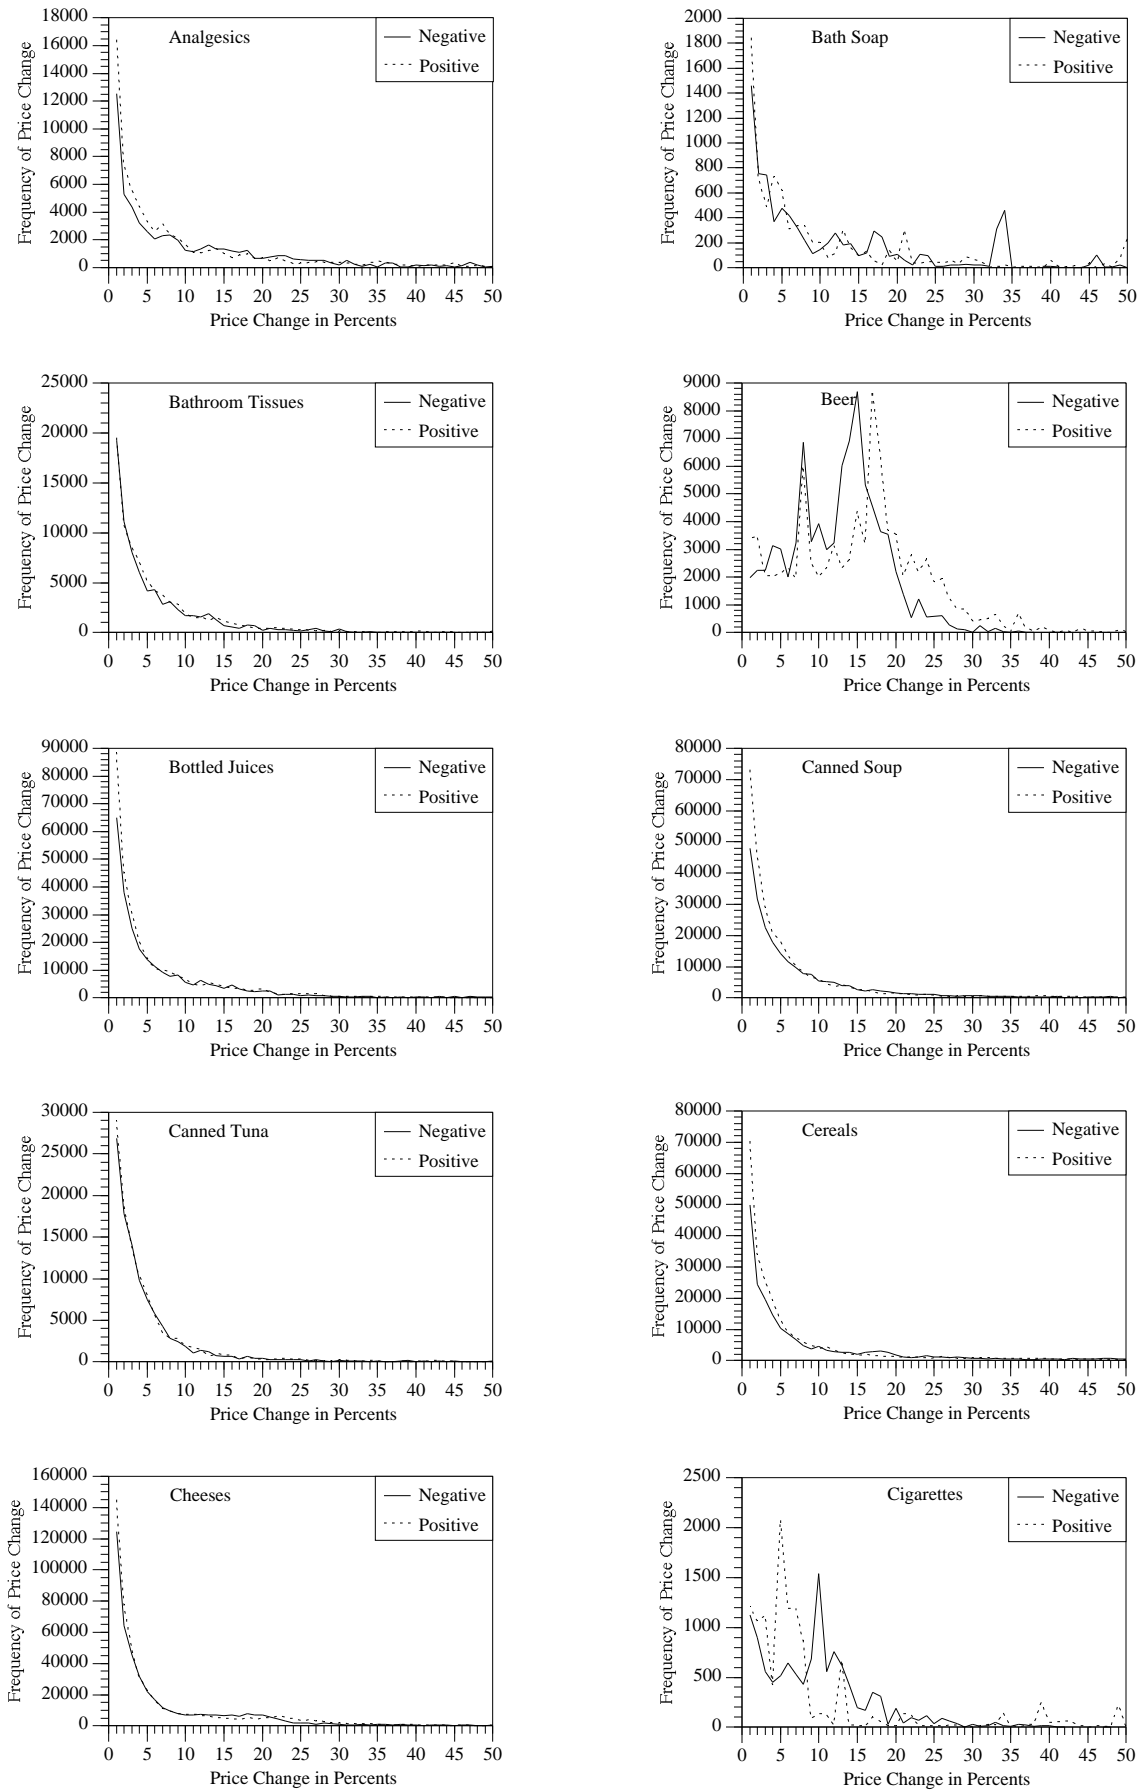 Analgesics
Negative
Positive
Frequency of Price Change
18000
16000
14000
12000
10000
8000
6000
4000
2000
0
0 5 10 15 20 25 30 35 40 45 50
Price Change in Percents
Bath Soap
Negative
Positive
Frequency of Price Change
2000
1800
1600
1400
1200
1000
800
600
400
200
0
0 5 10 15 20 25 30 35 40 45 50
Price Change in Percents
Bathroom Tissues
Negative
Positive
Frequency of Price Change
25000
20000
15000
10000
5000
0
0 5 10 15 20 25 30 35 40 45 50
Price Change in Percents
Beer
Negative
Positive
Frequency of Price Change
9000
8000
7000
6000
5000
4000
3000
2000
1000
0
0 5 10 15 20 25 30 35 40 45 50
Price Change in Percents
Bottled Juices
Negative
Positive
Frequency of Price Change
90000
80000
70000
60000
50000
40000
30000
20000
10000
0
0 5 10 15 20 25 30 35 40 45 50
Price Change in Percents
Canned Soup
Negative
Positive
Frequency of Price Change
80000
70000
60000
50000
40000
30000
20000
10000
0
0 5 10 15 20 25 30 35 40 45 50
Price Change in Percents
Canned Tuna
Negative
Positive
Frequency of Price Change
30000
25000
20000
15000
10000
5000
0
0 5 10 15 20 25 30 35 40 45 50
Price Change in Percents
Cereals
Negative
Positive
Frequency of Price Change
80000
70000
60000
50000
40000
30000
20000
10000
0
0 5 10 15 20 25 30 35 40 45 50
Price Change in Percents
Cheeses
Negative
Positive
Frequency of Price Change
160000
140000
120000
100000
80000
60000
40000
20000
0
0 5 10 15 20 25 30 35 40 45 50
Price Change in Percents
Cigarettes
Negative
Positive
Frequency of Price Change
2500
2000
1500
1000
500
0
0 5 10 15 20 25 30 35 40 45 50
Price Change in Percents